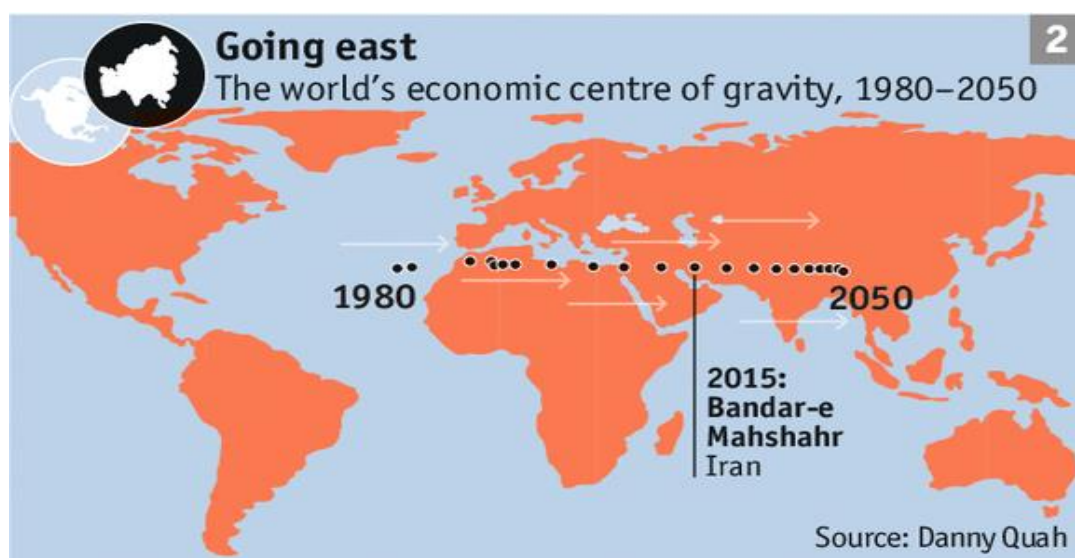 Going east
2
The world's economic centre of gravity, 1980–2050
1980
2050
2015:
Bandar-e
Mahshahr
Iran
Source: Danny Quah